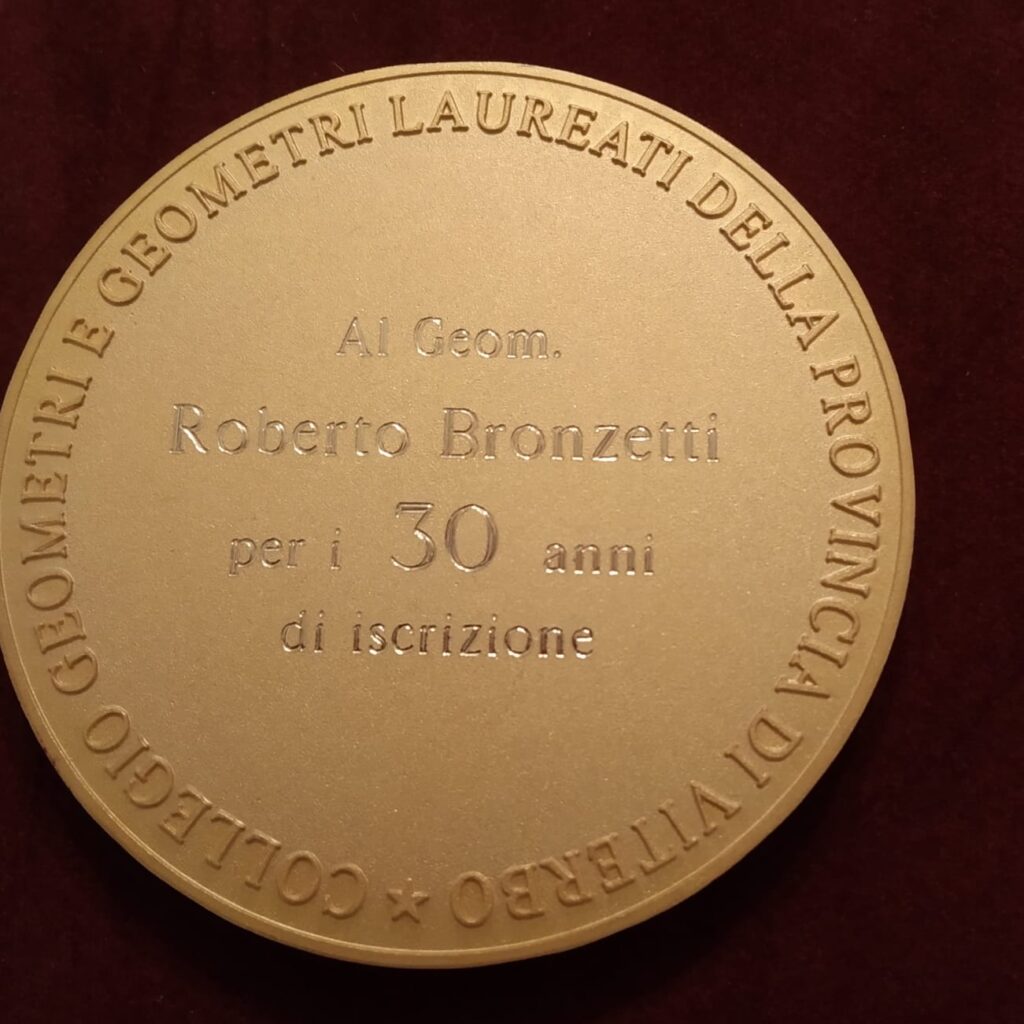 COLLEGIO GEOMETRI E GEOMETRI LAUREATI DELLA PROVINCIA DI VITERBO ★
Al Geom.
Roberto Bronzetti
per i 30 anni
di iscrizione